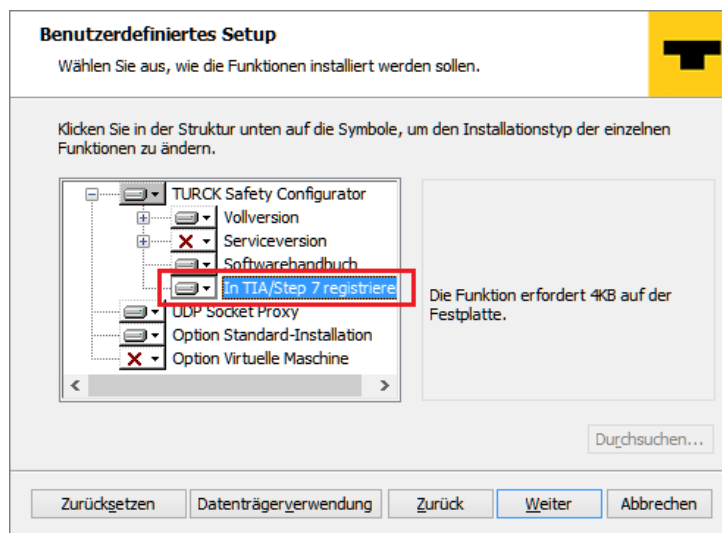 Benutzerdefiniertes Setup
Wählen Sie aus, wie die Funktionen installiert werden sollen.
Klicken Sie in der Struktur unten auf die Symbole, um den Installationstyp der einzelnen
Funktionen zu ändern.
TURCK Safety Configurator
Vollversion
Serviceversion
Softwarehandbuch
In TIA/Step 7 registriere
UDP Socket Proxy
Option Standard-Installation
Option Virtuelle Maschine
Die Funktion erfordert 4KB auf der
Festplatte.
Durchsuchen...
Zurücksetzen Datenträgerverwendung Zurück Weiter Abbrechen